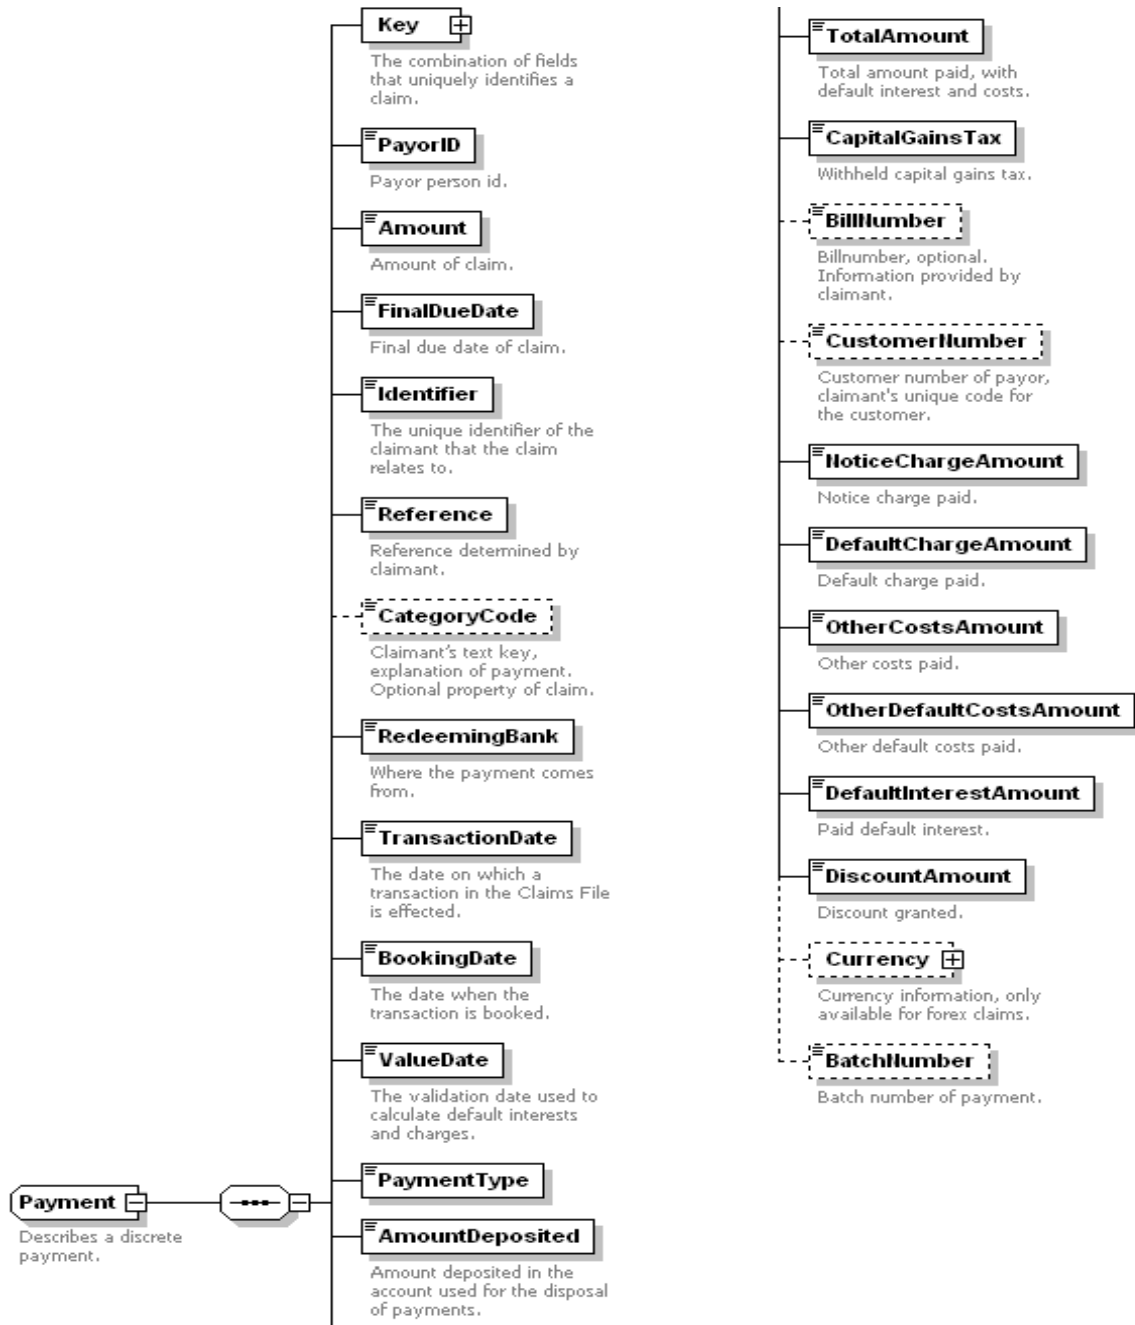 Key
The combination of fields
that uniquely identifies a
claim.
PayorID
Payor person id.
Amount
Amount of claim.
FinalDueDate
Final due date of claim.
Identifier
The unique identifier of the
claimant that the claim
relates to.
Reference
Reference determined by
claimant.
CategoryCode
Claimant's text key,
explanation of payment.
Optional property of claim.
RedeemingBank
Where the payment comes
from.
TransactionDate
The date on which a
transaction in the Claims File
is effected.
BookingDate
The date when the
transaction is booked.
ValueDate
The validation date used to
calculate default interests
and charges.
PaymentType
Payment
Describes a discrete
payment.
AmountDeposited
Amount deposited in the
account used for the disposal
of payments.
TotalAmount
Total amount paid, with
default interest and costs.
CapitalGainsTax
Withheld capital gains tax.
BillNumber
Billnumber, optional.
Information provided by
claimant.
CustomerNumber
Customer number of payor,
claimant's unique code for
the customer.
NoticeChargeAmount
Notice charge paid.
DefaultChargeAmount
Default charge paid.
OtherCostsAmount
Other costs paid.
OtherDefaultCostsAmount
Other default costs paid.
DefaultInterestAmount
Paid default interest.
DiscountAmount
Discount granted.
Currency
Currency information, only
available for forex claims.
BatchNumber
Batch number of payment.